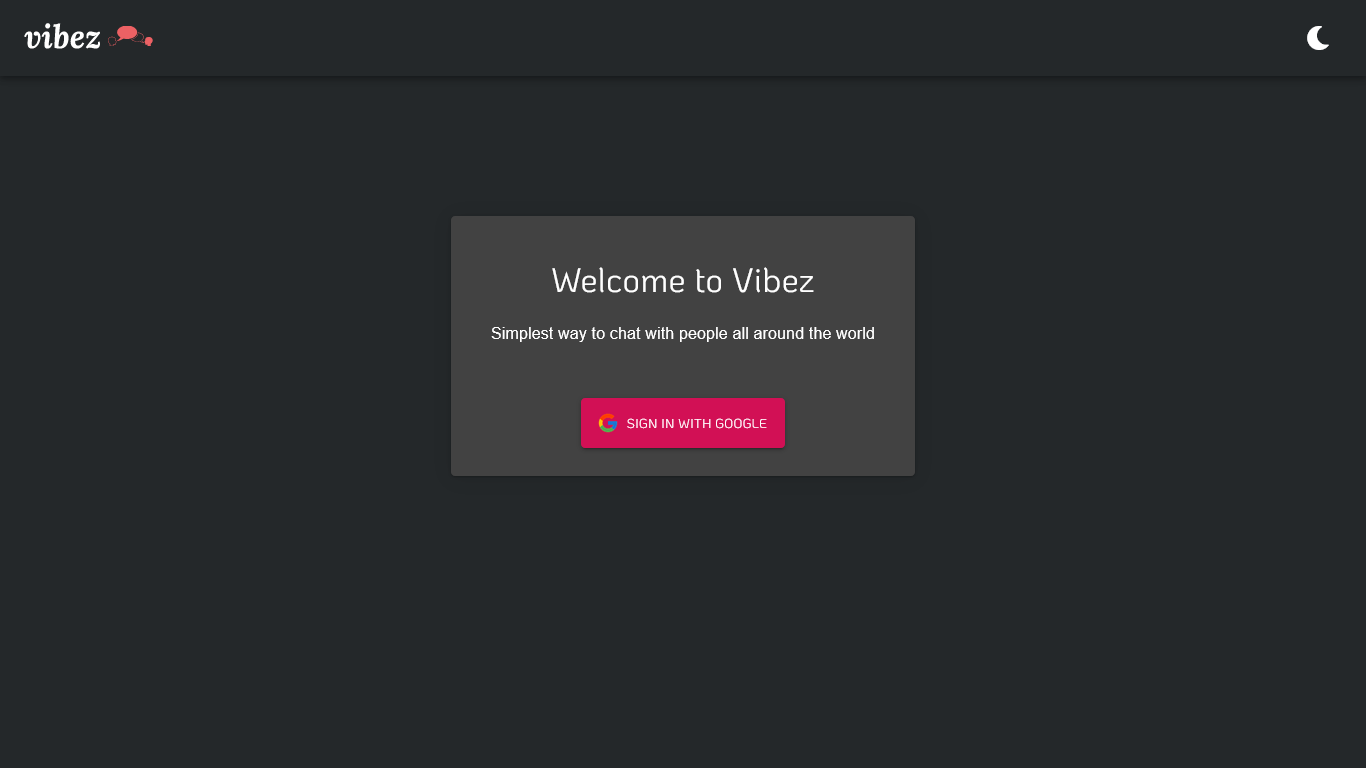 vibez
Welcome to Vibez
Simplest way to chat with people all around the world
SIGN IN WITH GOOGLE